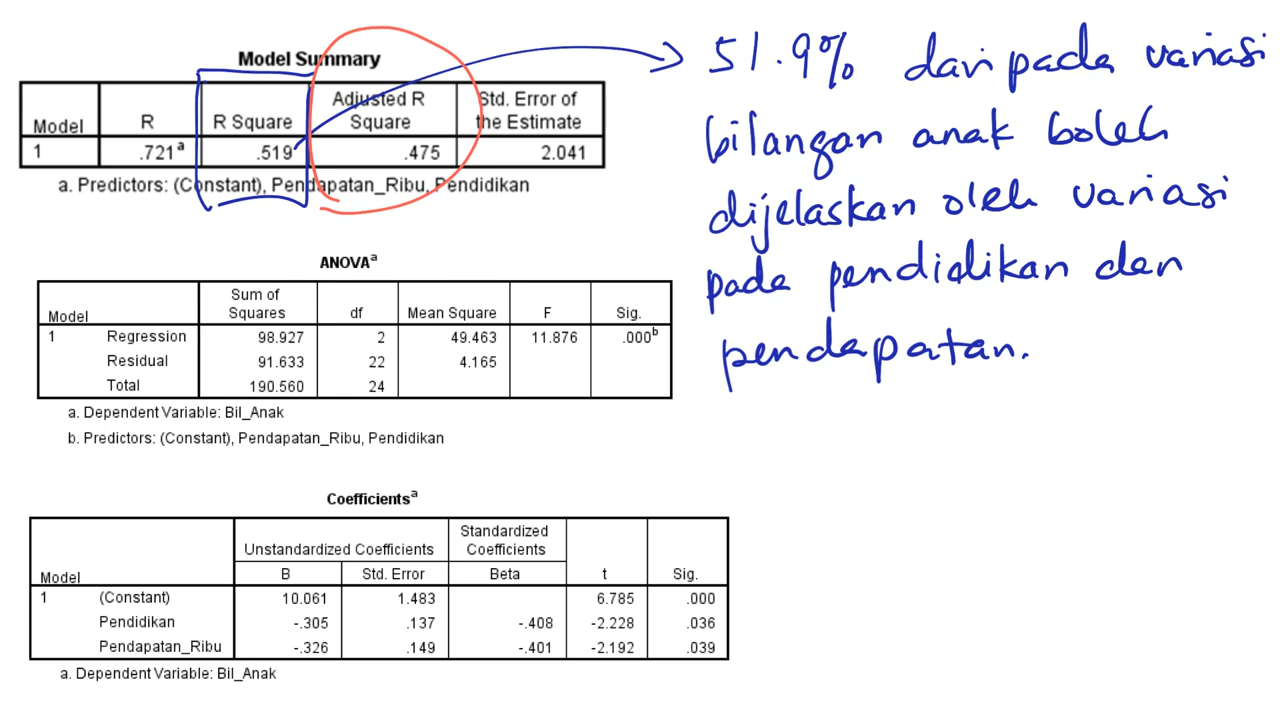 Model Summary
Model R R Square Adjusted R Square Std. Error of the Estimate
1 .721a .519 .475 2.041
a. Predictors: (Constant), Pendapatan_Ribu, Pendidikan
51.9% daripada variasi
bilangan anak boleh
dijelaskan oleh variasi
pada pendidikan dan
pendapatan.
ANOVAa
Model Sum of Squares df Mean Square F Sig.
1 Regression 98.927 2 49.463 11.876 .000b
Residual 91.633 22 4.165
Total 190.560 24
a. Dependent Variable: Bil_Anak
b. Predictors: (Constant), Pendapatan_Ribu, Pendidikan
Coefficientsa
Unstandardized Coefficients Standardized Coefficients
Model B Std. Error Beta t Sig.
1 (Constant) 10.061 1.483 6.785 .000
Pendidikan -.305 .137 -.408 -2.228 .036
Pendapatan_Ribu -.326 .149 -.401 -2.192 .039
a. Dependent Variable: Bil_Anak